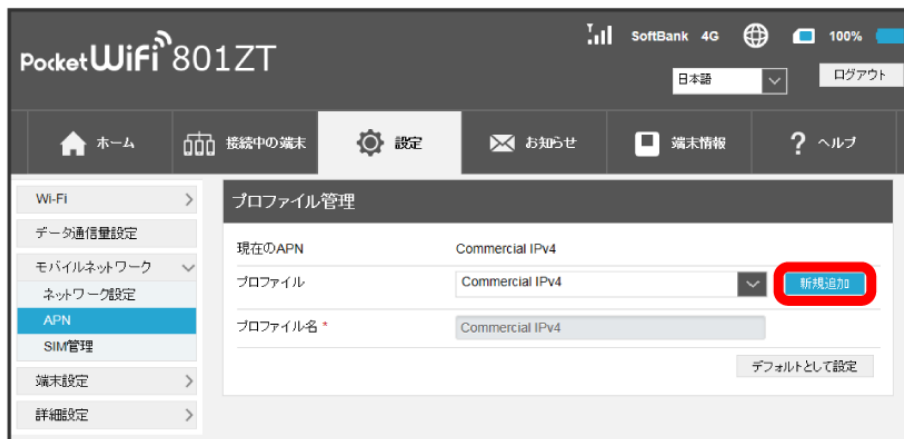 SoftBank 4G 100%
Pocket WiFi 801ZT
日本語 ログアウト
ホーム 接続中の端末 設定 お知らせ 端末情報 ? ヘルプ
Wi-Fi
データ通信量設定
モバイルネットワーク
ネットワーク設定
APN
SIM管理
端末設定
詳細設定
プロファイル管理
現在のAPN Commercial IPv4
プロファイル Commercial IPv4 新規追加
プロファイル名 * Commercial IPv4
デフォルトとして設定